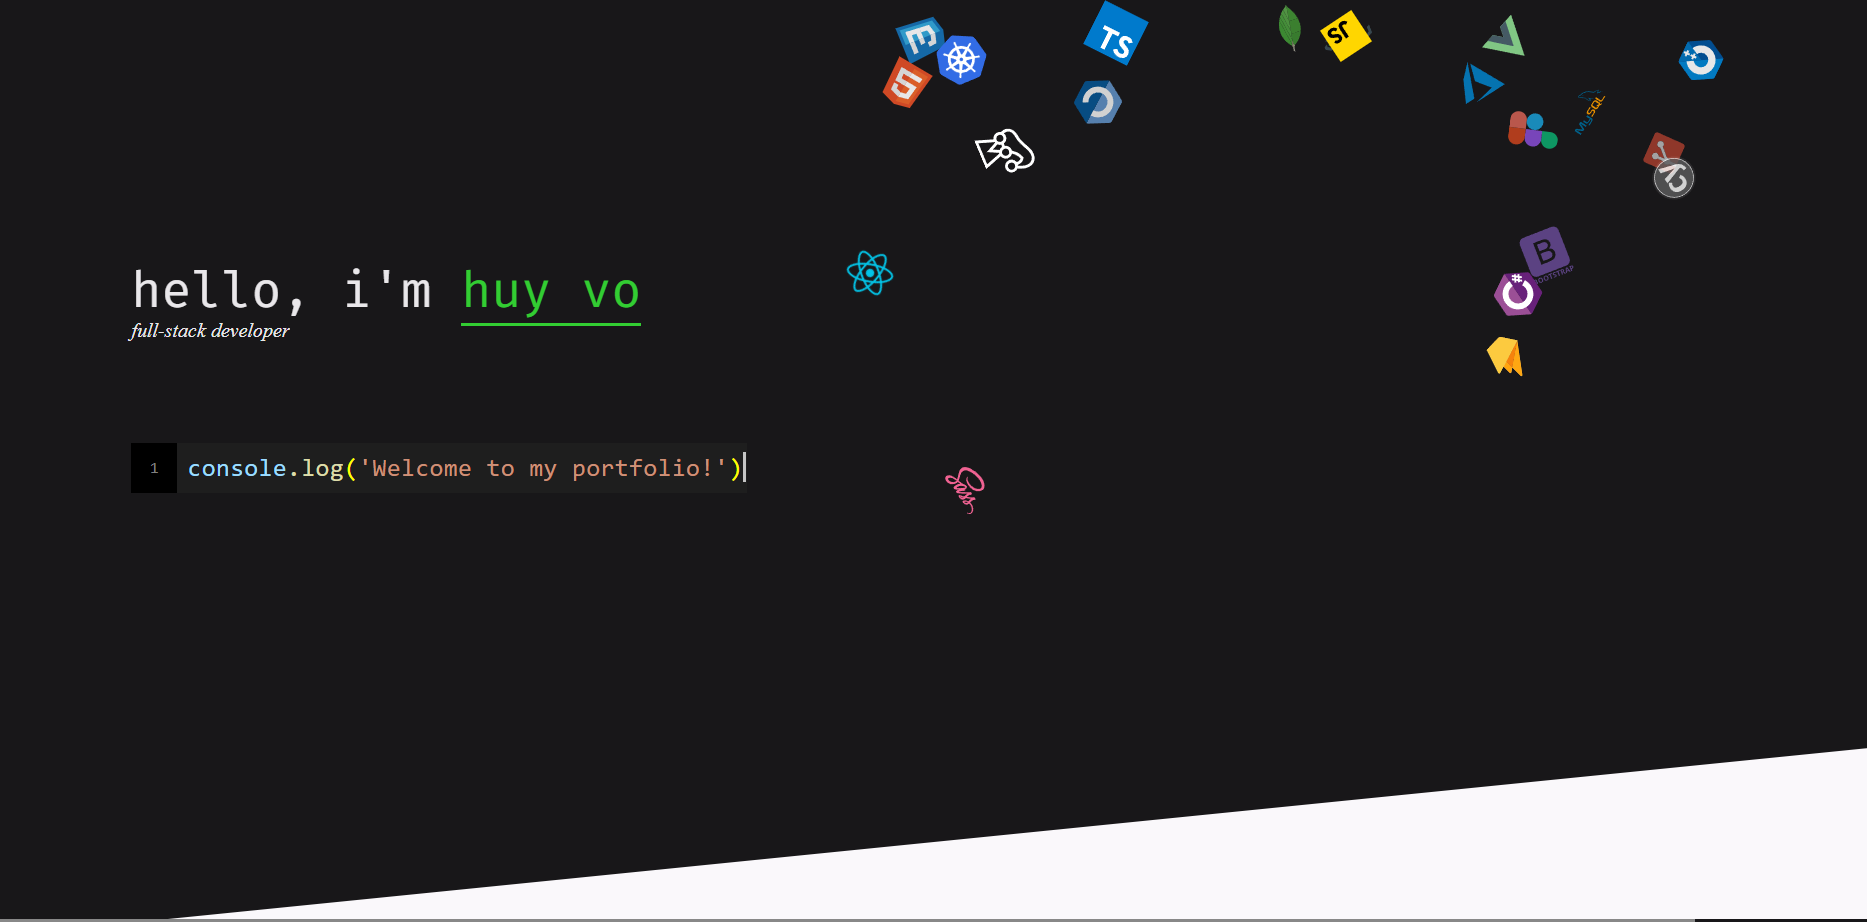 TS
JS
MySQL
B
BOOTSTRAP
#
hello, i'm huy vo
full-stack developer
1 console.log('Welcome to my portfolio!')
Sass